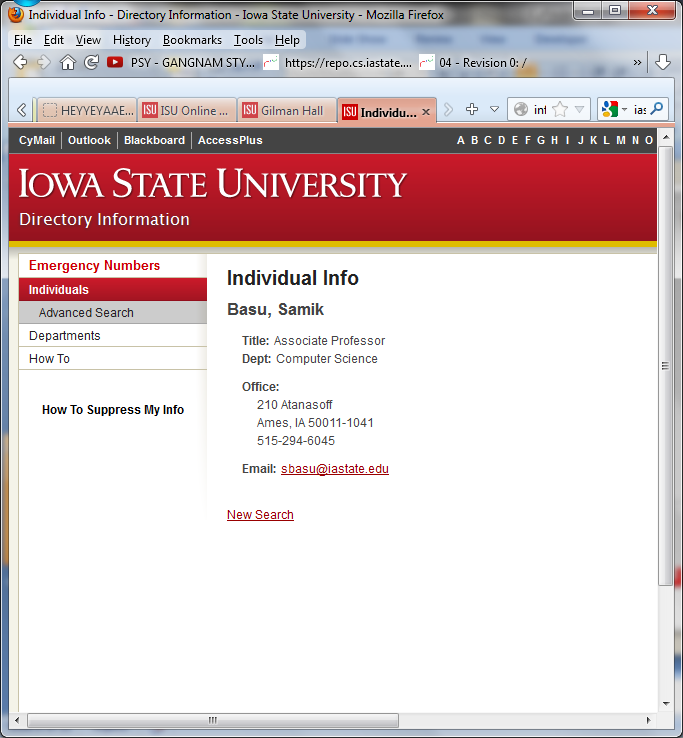 Individual Info - Directory Information - Iowa State University - Mozilla Firefox
File Edit View History Bookmarks Tools Help
PSY - GANGNAM STY... https://repo.cs.iastate.... 04 - Revision 0: / »
HEYYEYAAE... ISU ISU Online ... ISU Gilman Hall ISU Individu...
CyMail Outlook Blackboard AccessPlus A B C D E F G H I J K L M N O
IOWA STATE UNIVERSITY
Directory Information
Emergency Numbers
Individuals
Advanced Search
Departments
How To
How To Suppress My Info
Individual Info
Basu, Samik
Title: Associate Professor
Dept: Computer Science
Office:
210 Atanasoff
Ames, IA 50011-1041
515-294-6045
Email: sbasu@iastate.edu
New Search